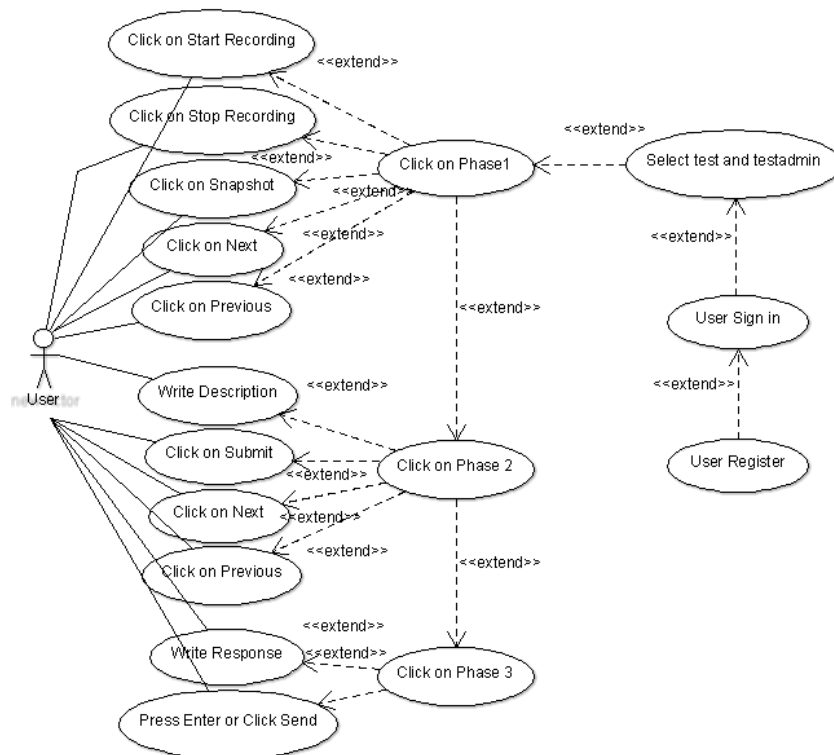 Click on Start Recording
<<extend>>
Click on Stop Recording
<<extend>>
<<extend>>
<<extend>>
Click on Phase1
Select test and testadmin
Click on Snapshot
<<extend>>
Click on Next
<<extend>>
<<extend>>
<<extend>>
Click on Previous
<<extend>>
User Sign in
<<extend>>
<<extend>>
Write Description
User
Click on Submit
Click on Phase 2
User Register
<<extend>>
Click on Next
<<extend>>
<<extend>>
<<extend>>
Click on Previous
<<extend>>
Write Response
<<extend>>
Click on Phase 3
Press Enter or Click Send